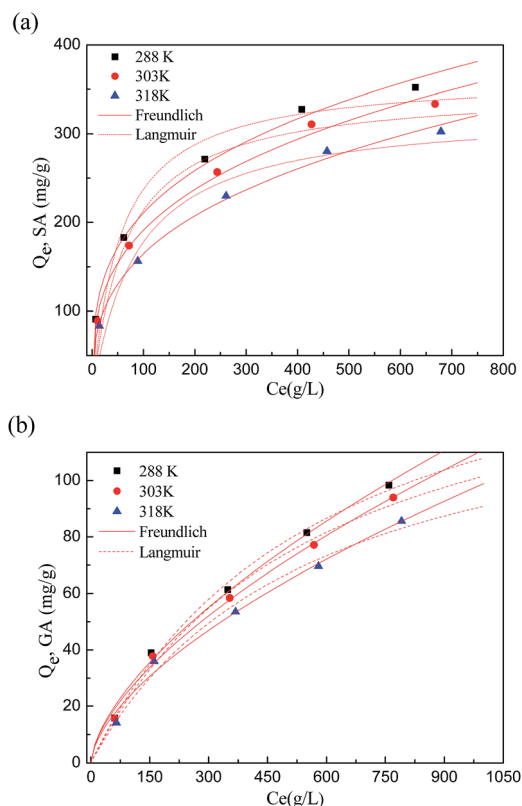 (a)
400
300
200
100
Qe, SA (mg/g)
288 K
303K
318K
Freundlich
Langmuir
0 100 200 300 400 500 600 700 800
Ce(g/L)
(b)
100
80
60
40
20
0
Qe, GA (mg/g)
288 K
303K
318K
Freundlich
Langmuir
0 150 300 450 600 750 900 1050
Ce(g/L)